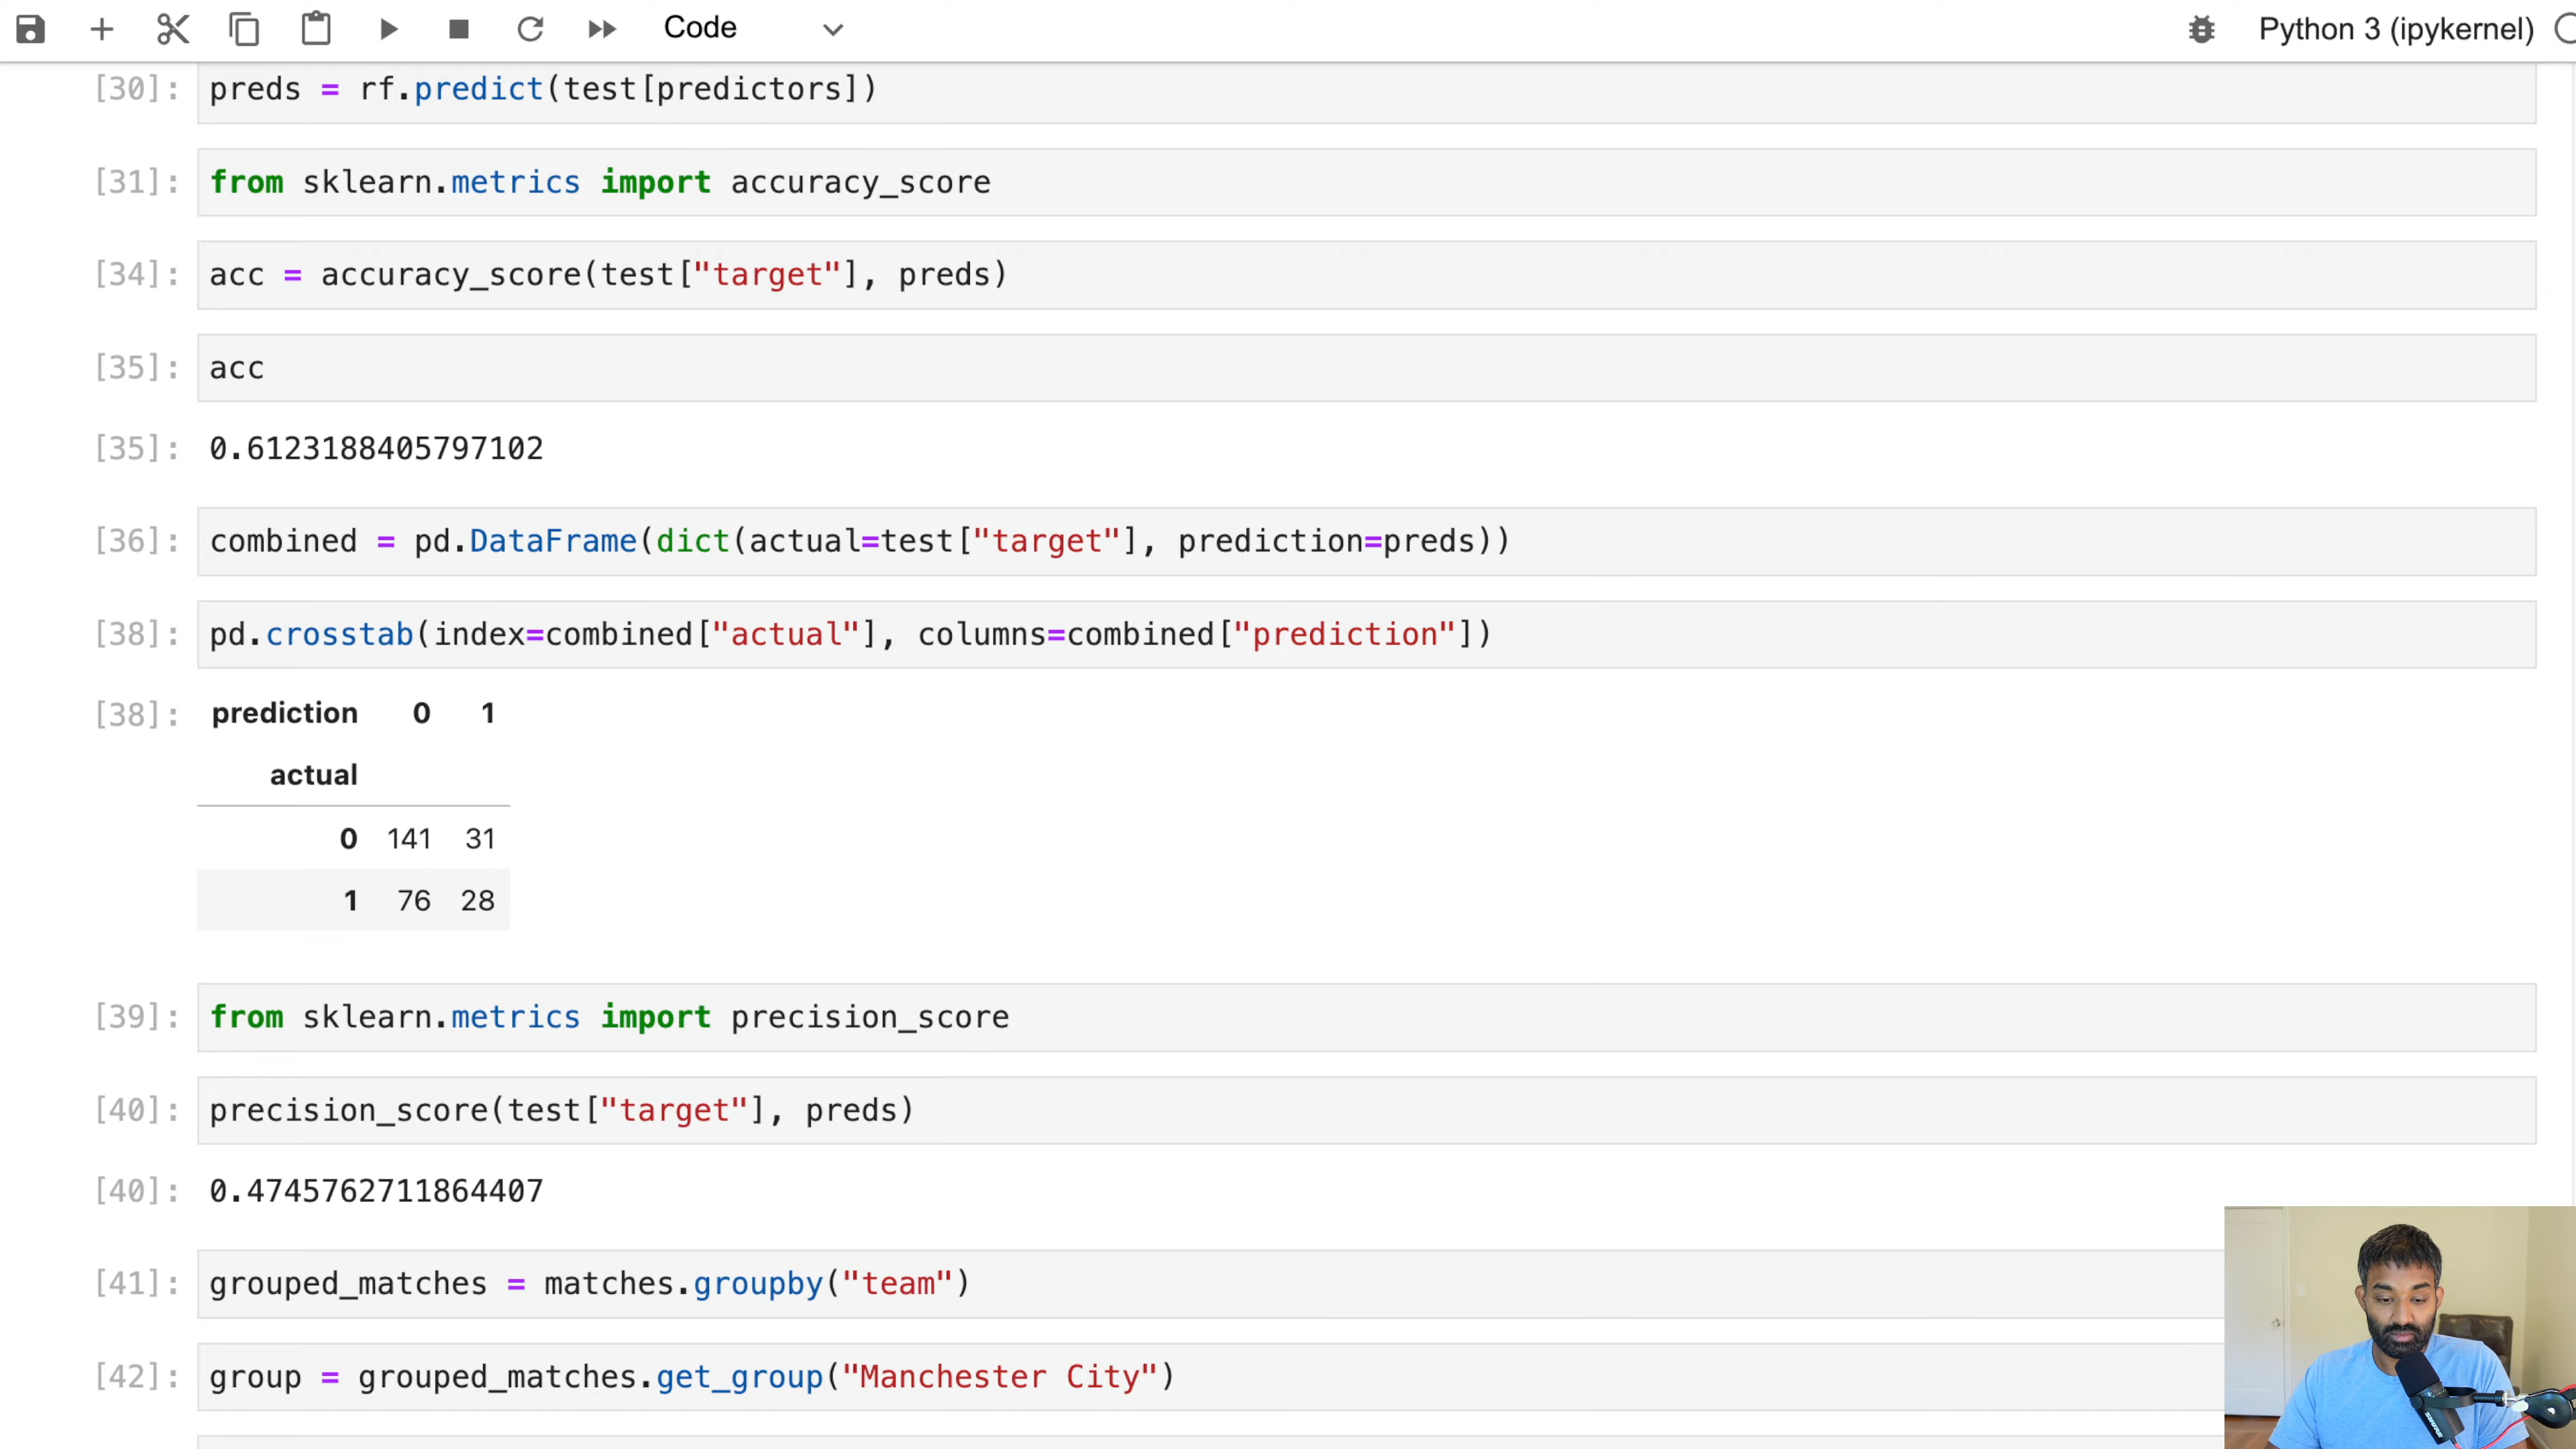 Code
Python 3 (ipykernel)
[30]: preds = rf.predict(test[predictors])
[31]: from sklearn.metrics import accuracy_score
[34]: acc = accuracy_score(test["target"], preds)
[35]: acc
[35]: 0.6123188405797102
[36]: combined = pd.DataFrame(dict(actual=test["target"], prediction=preds))
[38]: pd.crosstab(index=combined["actual"], columns=combined["prediction"])
[38]: prediction 0 1
actual
0 141 31
1 76 28
[39]: from sklearn.metrics import precision_score
[40]: precision_score(test["target"], preds)
[40]: 0.4745762711864407
[41]: grouped_matches = matches.groupby("team")
[42]: group = grouped_matches.get_group("Manchester City")